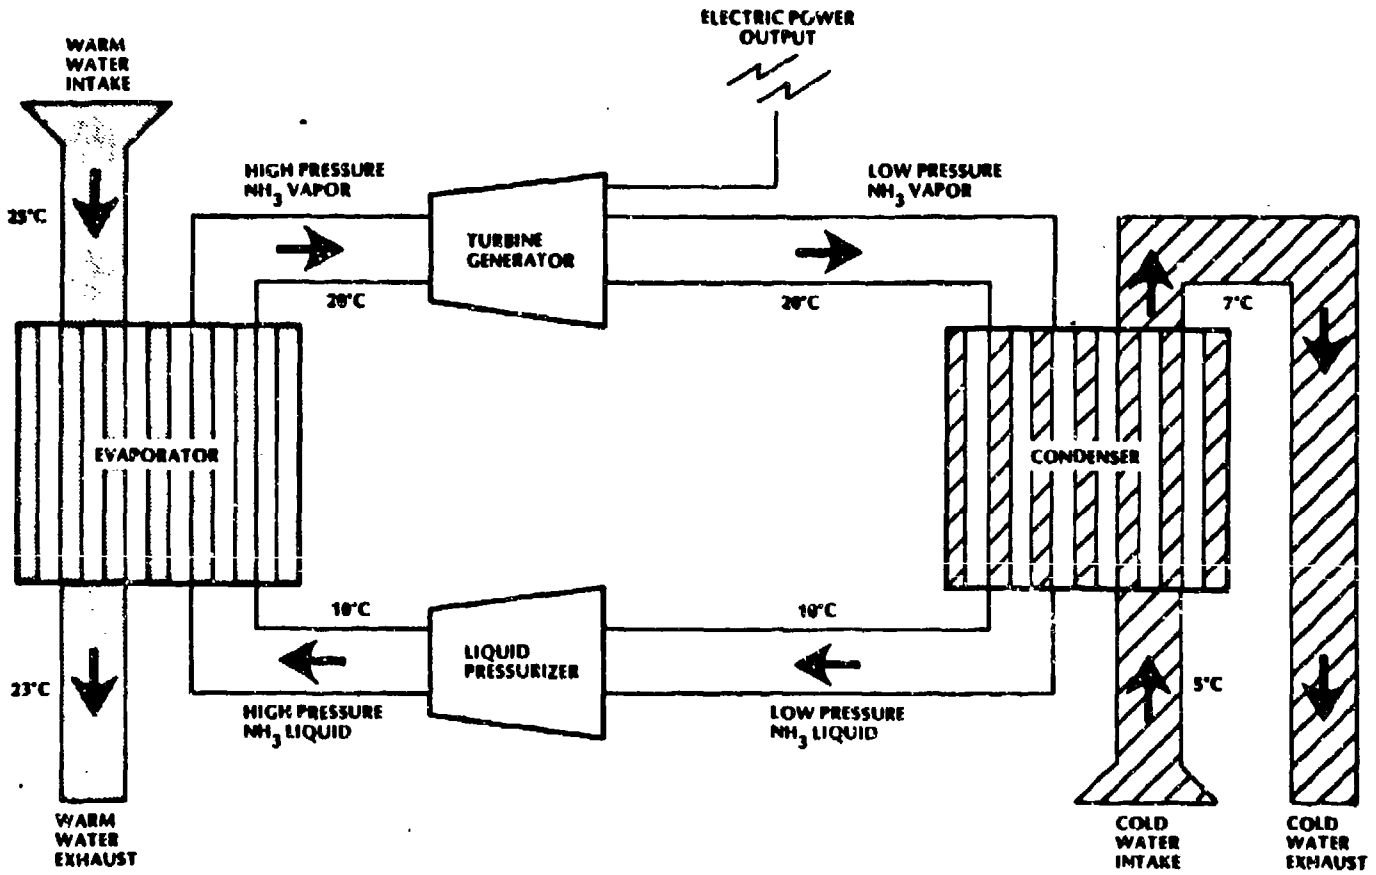 ELECTRIC POWER
OUTPUT
WARM
WATER
INTAKE
HIGH PRESSURE
NH3 VAPOR
LOW PRESSURE
NH3 VAPOR
25°C
TURBINE
GENERATOR
20°C
20°C
7°C
EVAPORATOR
CONDENSER
10°C
10°C
LIQUID
PRESSURIZER
23°C
5°C
HIGH PRESSURE
NH3 LIQUID
LOW PRESSURE
NH3 LIQUID
WARM
WATER
EXHAUST
COLD
WATER
INTAKE
COLD
WATER
EXHAUST